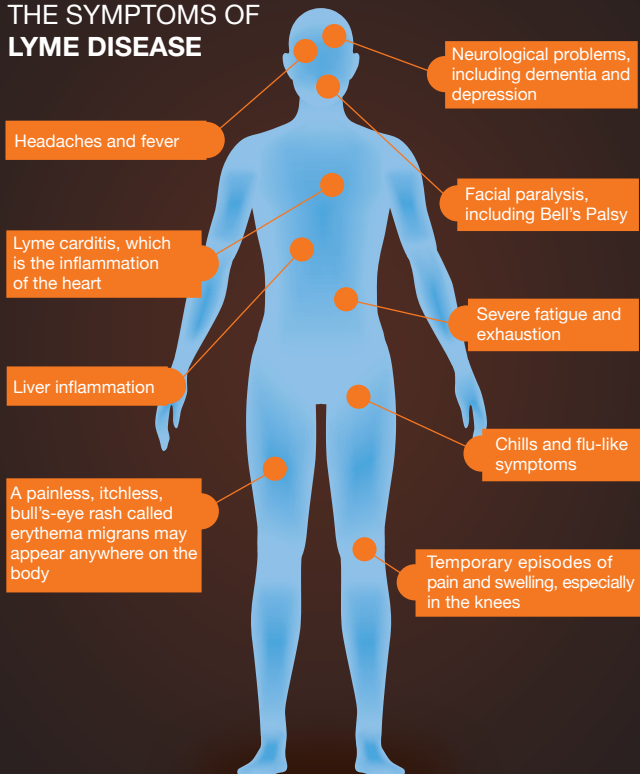 THE SYMPTOMS OF
LYME DISEASE
Headaches and fever
Lyme carditis, which
is the inflammation
of the heart
Liver inflammation
A painless, itchless,
bull's-eye rash called
erythema migrans may
appear anywhere on the
body
Neurological problems,
including dementia and
depression
Facial paralysis,
including Bell's Palsy
Severe fatigue and
exhaustion
Chills and flu-like
symptoms
Temporary episodes of
pain and swelling, especially
in the knees